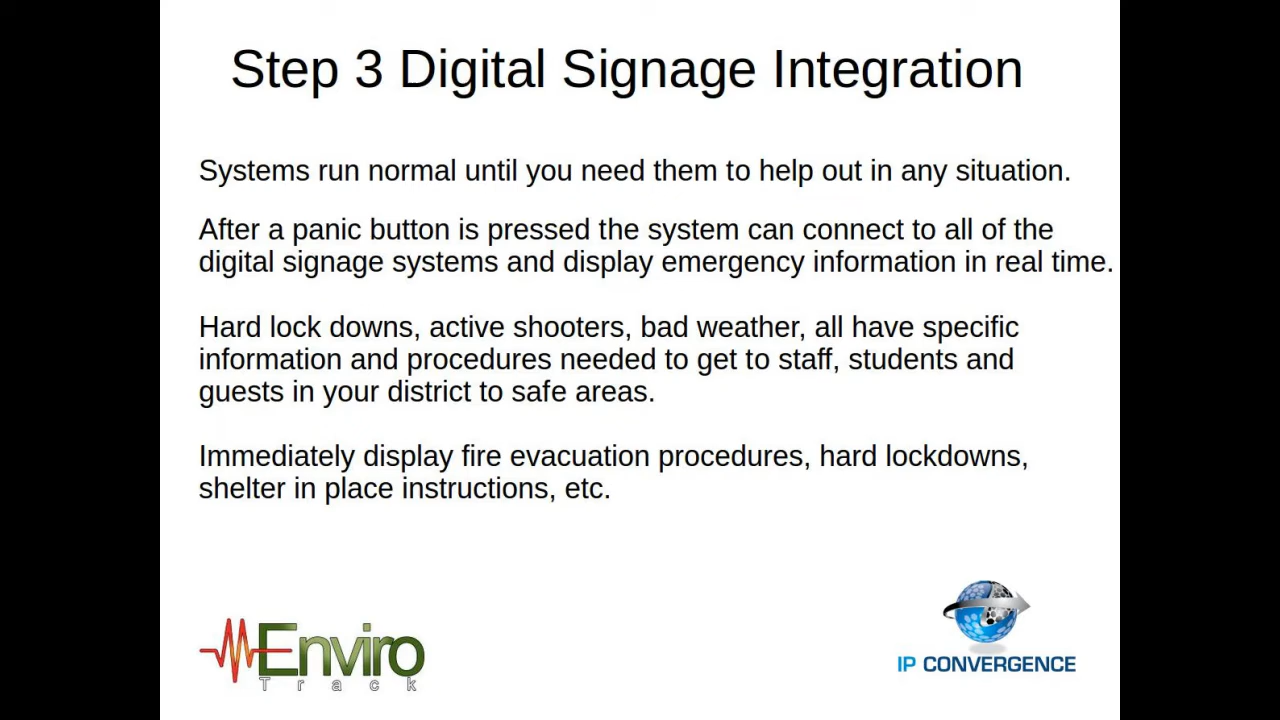 Step 3 Digital Signage Integration
Systems run normal until you need them to help out in any situation.
After a panic button is pressed the system can connect to all of the
digital signage systems and display emergency information in real time.
Hard lock downs, active shooters, bad weather, all have specific
information and procedures needed to get to staff, students and
guests in your district to safe areas.
Immediately display fire evacuation procedures, hard lockdowns,
shelter in place instructions, etc.
Enviro
Track
IP CONVERGENCE